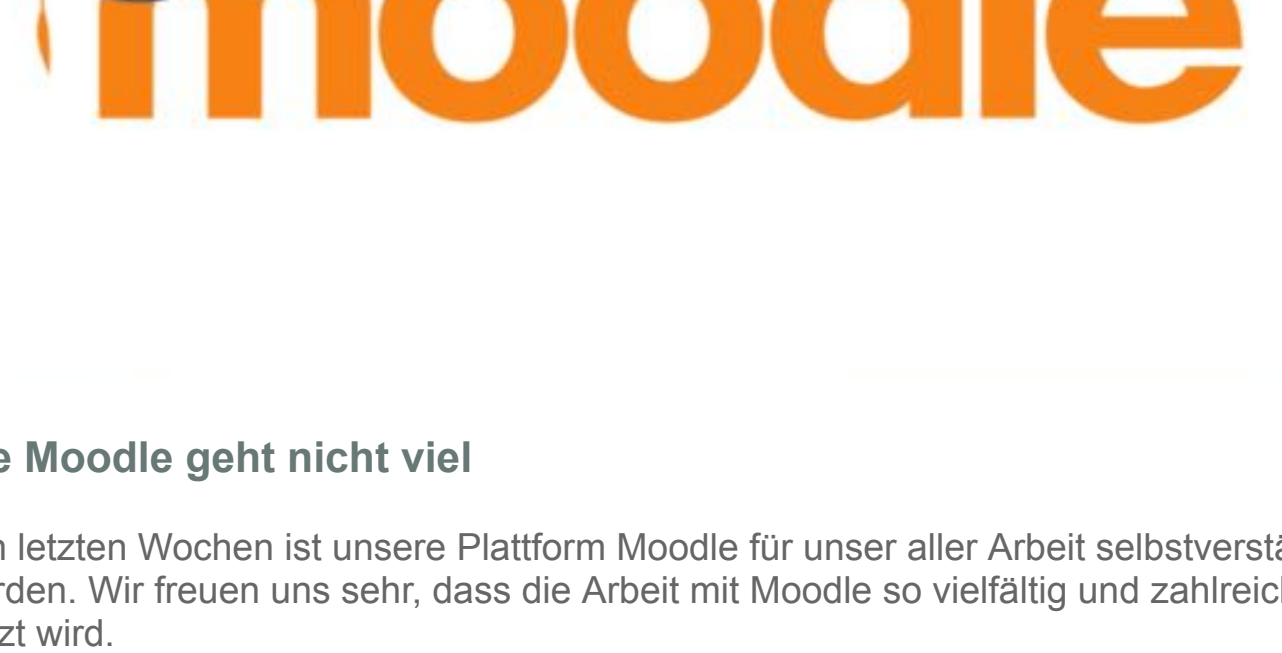 moodle
e Moodle geht nicht viel
n letzten Wochen ist unsere Plattform Moodle für unser aller Arbeit selbstverstä
rden. Wir freuen uns sehr, dass die Arbeit mit Moodle so vielfältig und zahlreich
zt wird.